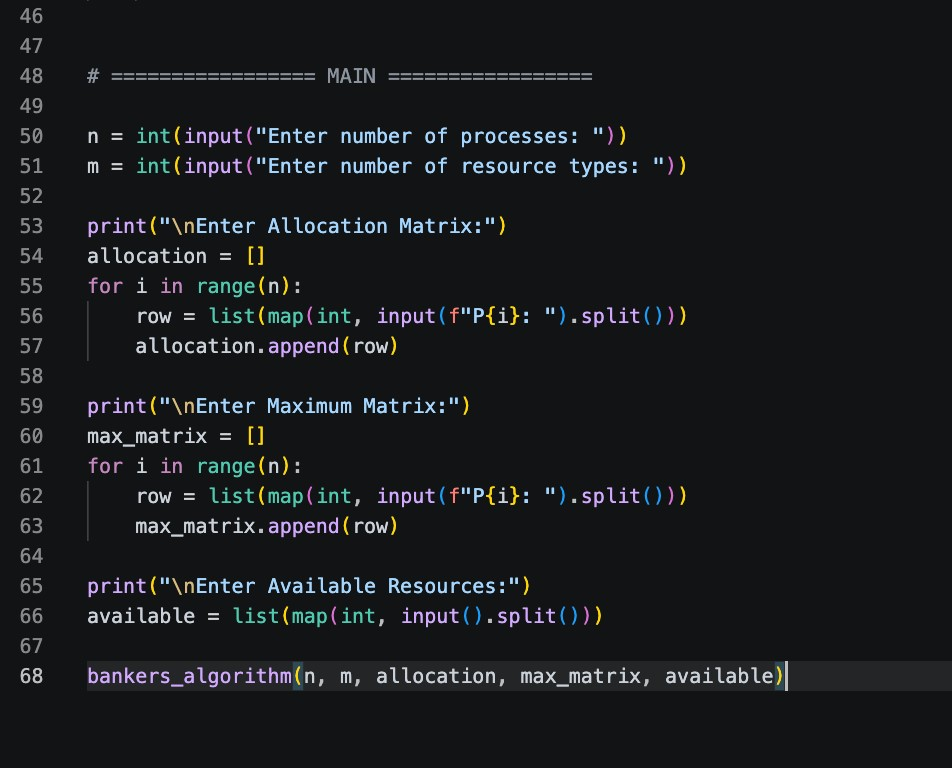 46
47
48 # ================= MAIN =================
49
50 n = int(input("Enter number of processes: "))
51 m = int(input("Enter number of resource types: "))
52
53 print("\nEnter Allocation Matrix:")
54 allocation = []
55 for i in range(n):
56     row = list(map(int, input(f"P{i}: ").split()))
57     allocation.append(row)
58
59 print("\nEnter Maximum Matrix:")
60 max_matrix = []
61 for i in range(n):
62     row = list(map(int, input(f"P{i}: ").split()))
63     max_matrix.append(row)
64
65 print("\nEnter Available Resources:")
66 available = list(map(int, input().split()))
67
68 bankers_algorithm(n, m, allocation, max_matrix, available)